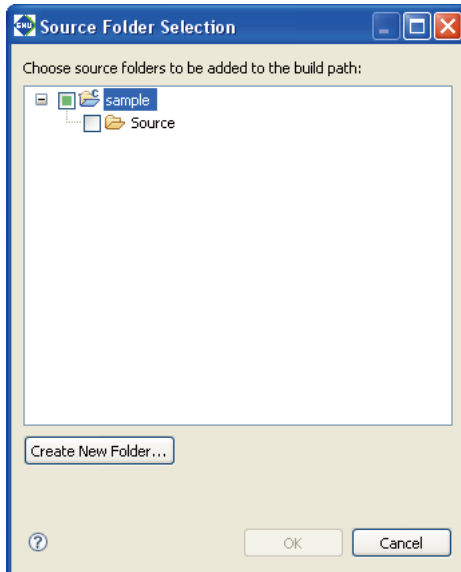 GNU Source Folder Selection
Choose source folders to be added to the build path:
C
sample
Source
Create New Folder...
?
OK
Cancel